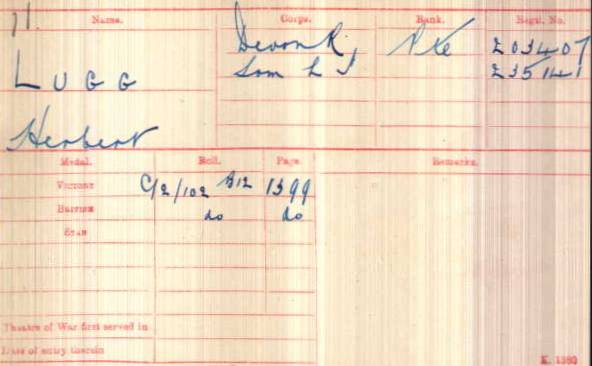 Name. Corps. Rank. Regtl. No.
Devon R, Pte 203407
LUGG Som L I 235141
Herbert
Medal. Roll. Page. Remarks.
VICTORY C/2/102 B12 1399
BRITISH do do
STAR
Theatre of War first served in
Date of entry therein
K. 1380